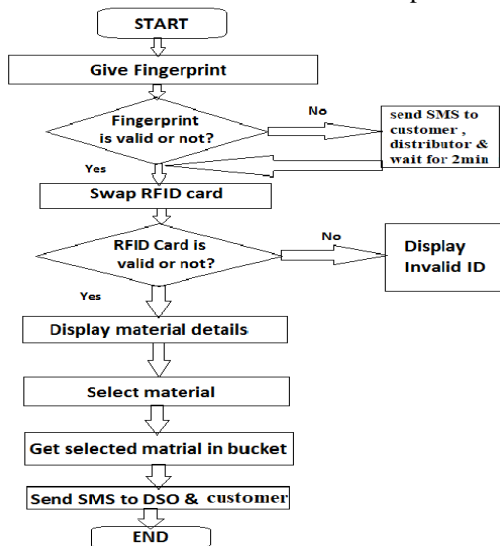 START
Give Fingerprint
Fingerprint
is valid or not?
No
send SMS to
customer ,
distributor &
wait for 2min
Yes
Swap RFID card
RFID Card is
valid or not?
No
Display
Invalid ID
Yes
Display material details
Select material
Get selected matrial in bucket
Send SMS to DSO & customer
END